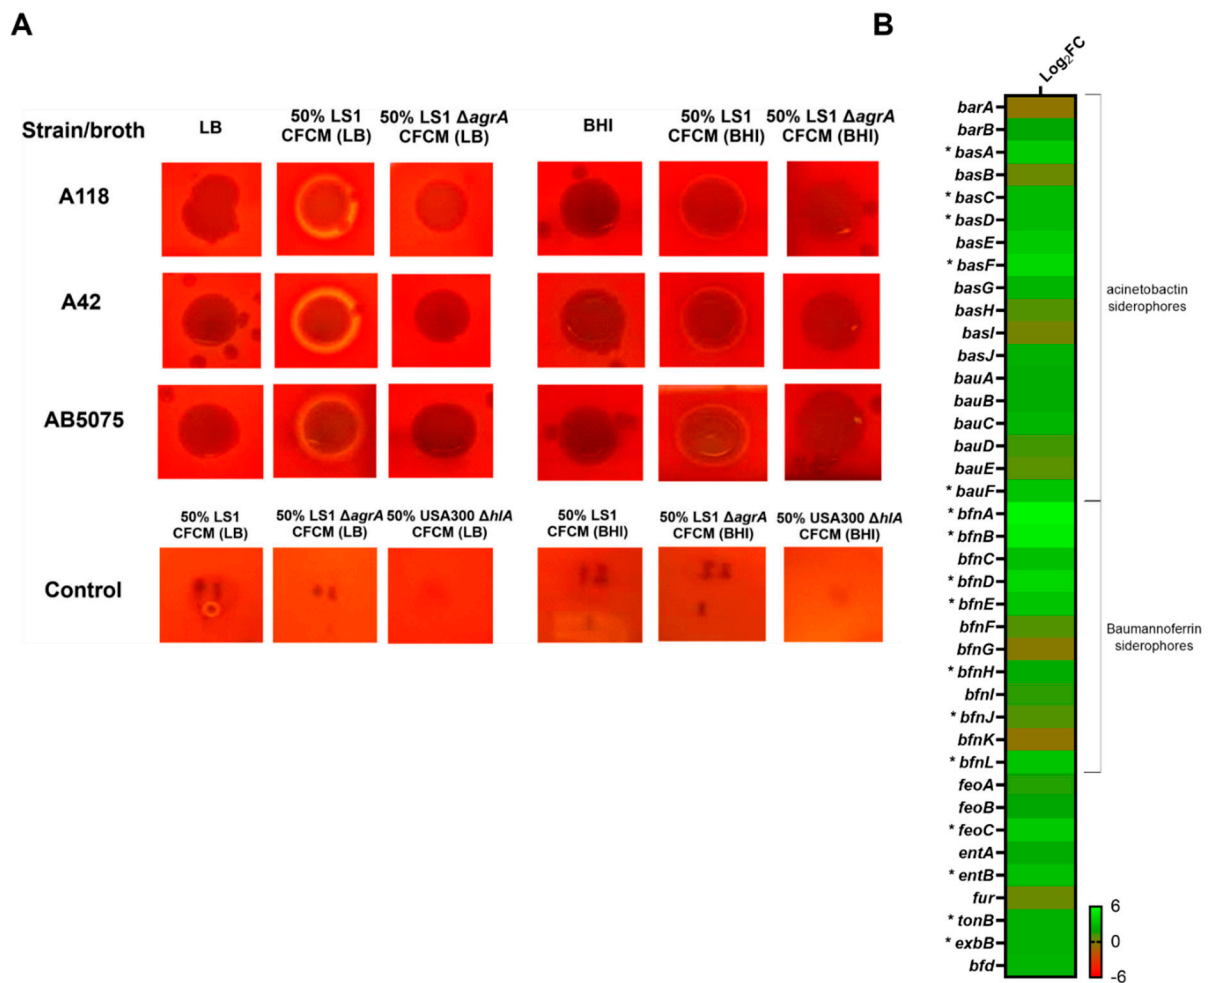 A
B
Strain/broth
LB
50% LS1
CFCM (LB)
50% LS1 ΔagrA
CFCM (LB)
BHI
50% LS1
CFCM (BHI)
50% LS1 ΔagrA
CFCM (BHI)
A118
A42
AB5075
50% LS1
CFCM (LB)
50% LS1 ΔagrA
CFCM (LB)
50% USA300 ΔhlA
CFCM (LB)
50% LS1
CFCM (BHI)
50% LS1 ΔagrA
CFCM (BHI)
50% USA300 ΔhlA
CFCM (BHI)
Control
Log₂FC
barA
barB
* basA
basB
* basC
* basD
basE
* basF
basG
basH
basI
basJ
bauA
bauB
bauC
bauD
bauE
* bauF
* bfnA
* bfnB
bfnC
* bfnD
* bfnE
bfnF
bfnG
* bfnH
bfnI
* bfnJ
bfnK
* bfnL
feoA
feoB
* feoC
entA
* entB
fur
* tonB
* exbB
bfd
acinetobactin
siderophores
Baumannoferrin
siderophores
6
0
-6